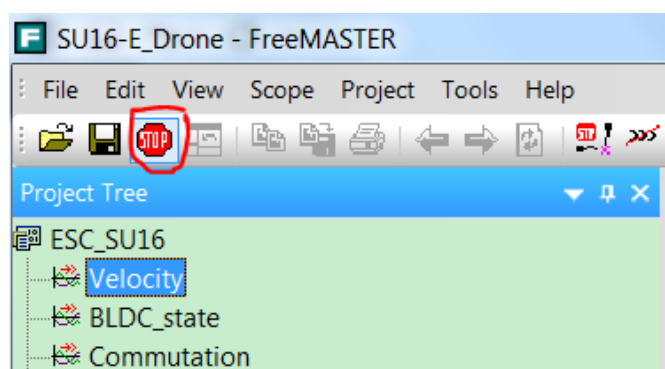 SU16-E_Drone - FreeMASTER
File Edit View Scope Project Tools Help
STOP
Project Tree
ESC_SU16
Velocity
BLDC_state
Commutation